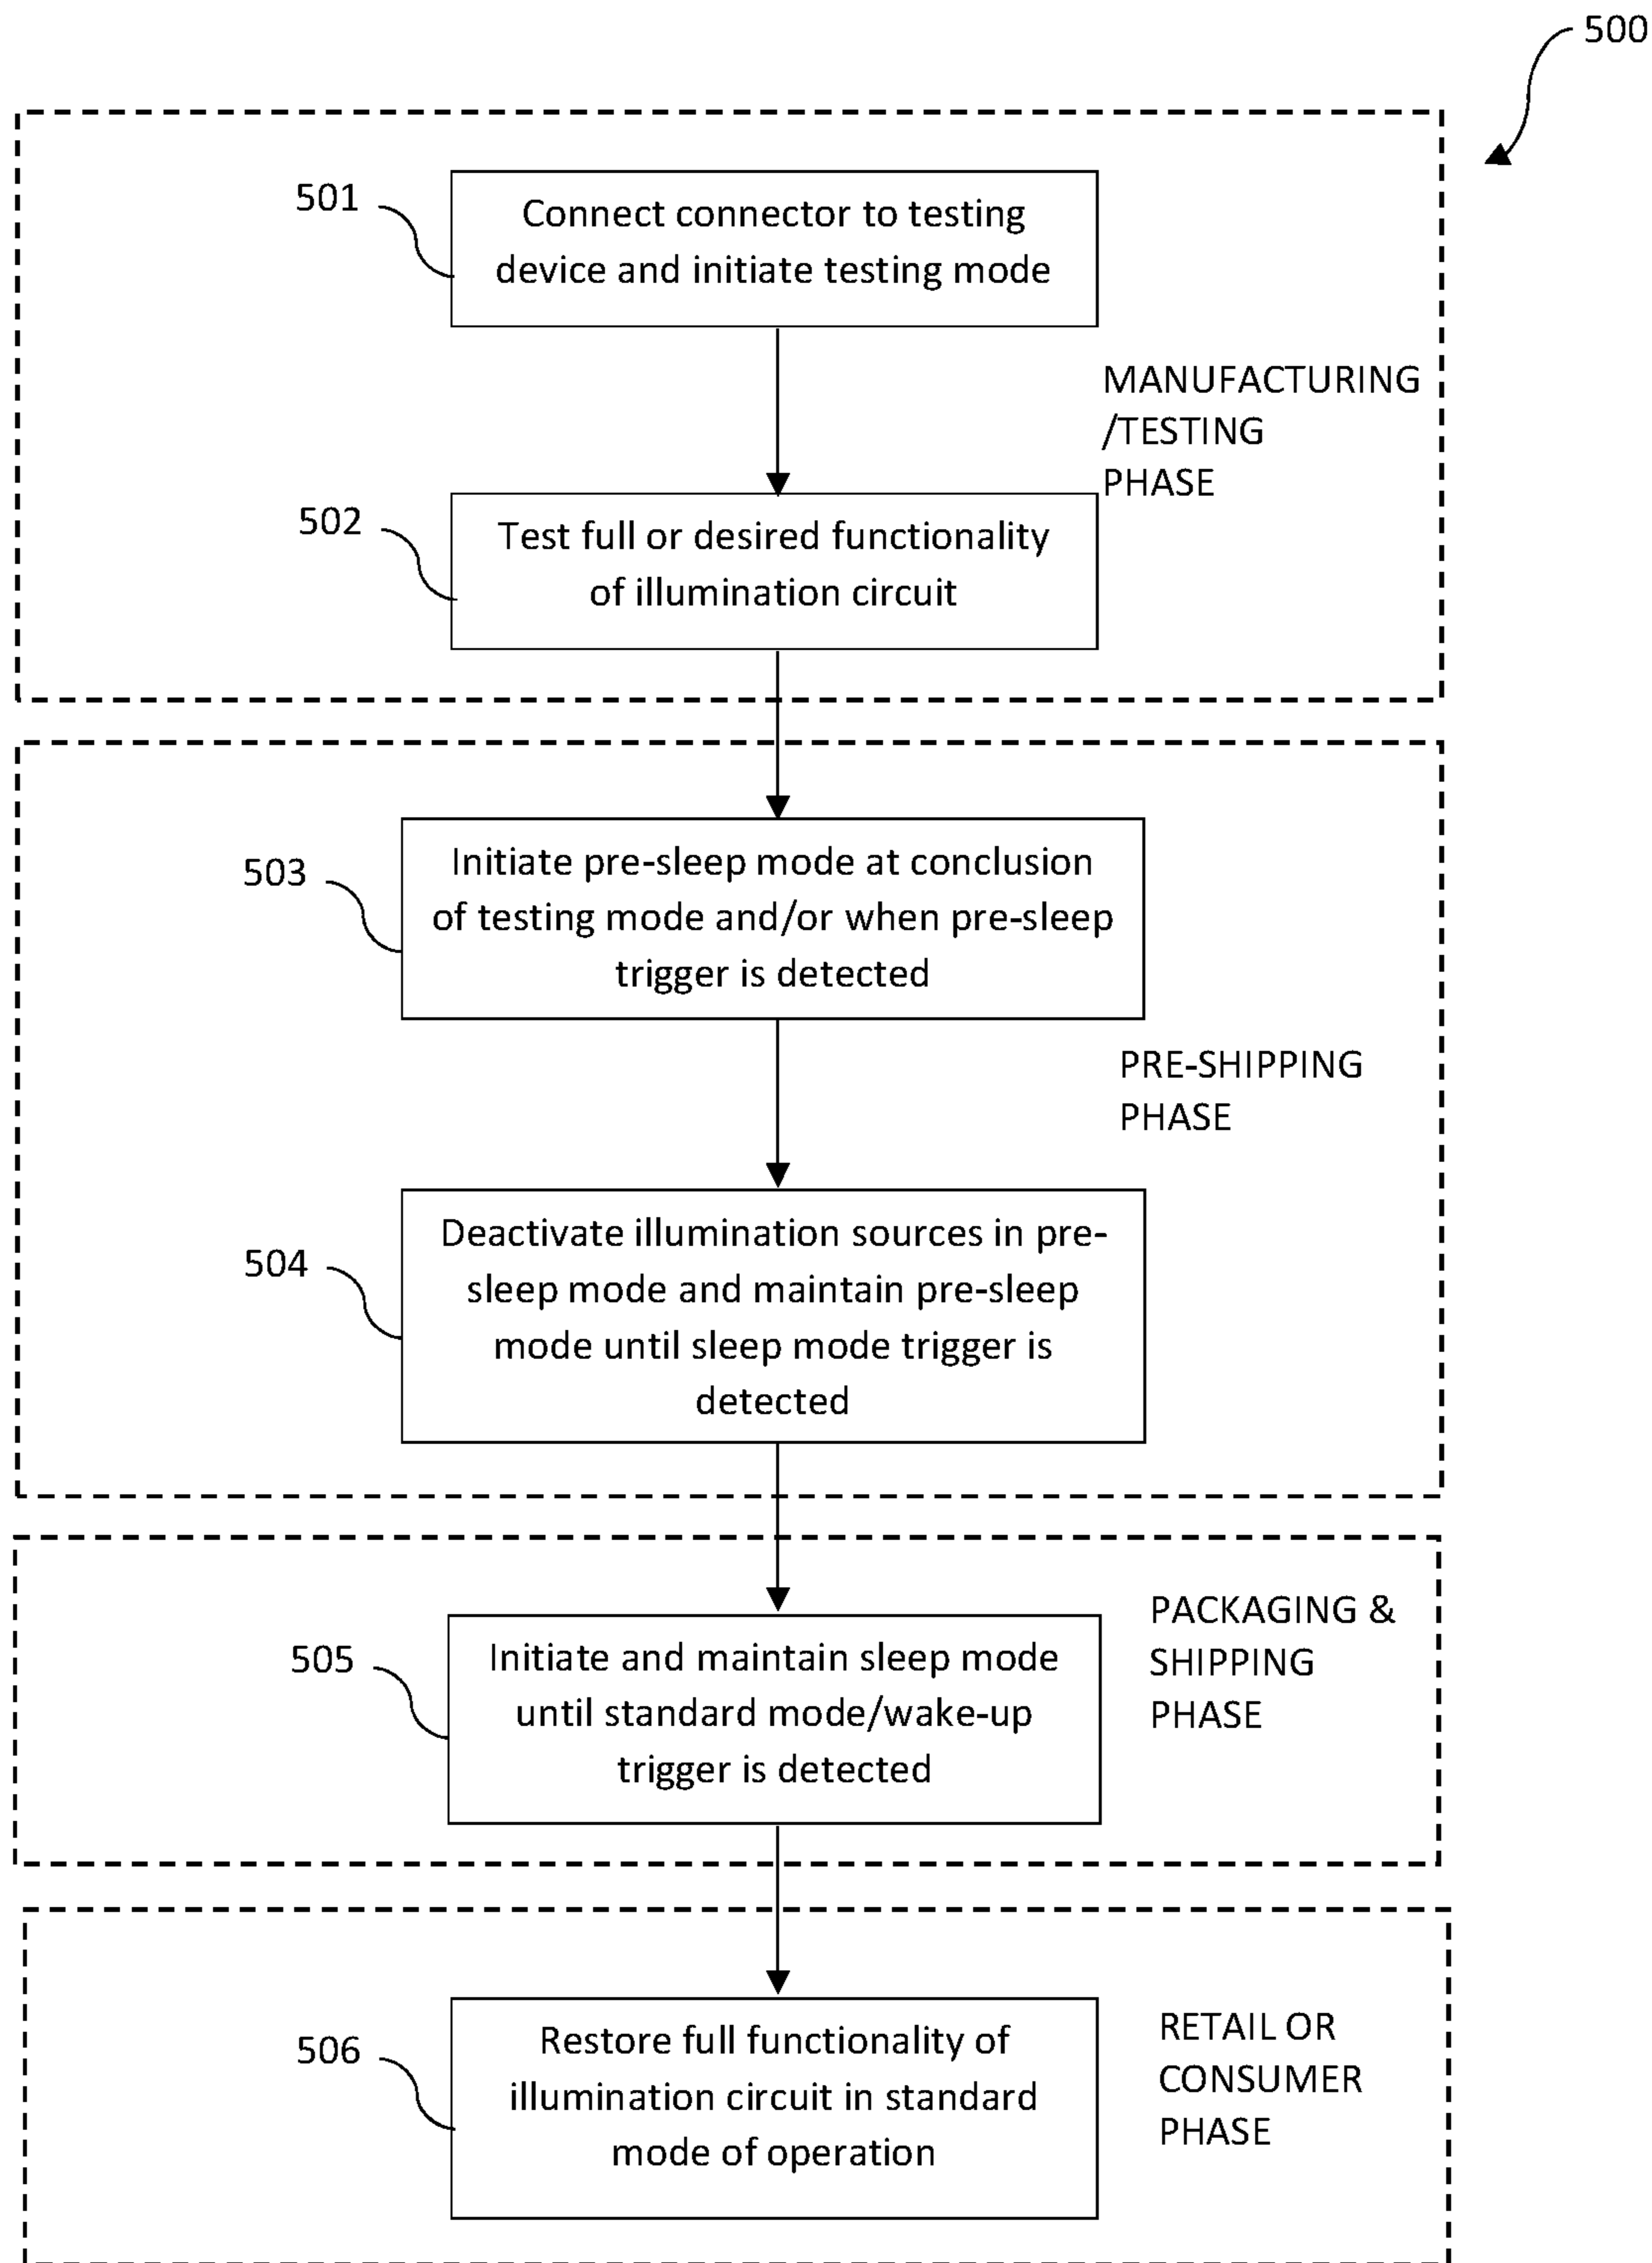 500
501
Connect connector to testing
device and initiate testing mode
MANUFACTURING
/TESTING
PHASE
502
Test full or desired functionality
of illumination circuit
503
Initiate pre-sleep mode at conclusion
of testing mode and/or when pre-sleep
trigger is detected
PRE-SHIPPING
PHASE
504
Deactivate illumination sources in pre-
sleep mode and maintain pre-sleep
mode until sleep mode trigger is
detected
PACKAGING &
SHIPPING
PHASE
505
Initiate and maintain sleep mode
until standard mode/wake-up
trigger is detected
506
Restore full functionality of
illumination circuit in standard
mode of operation
RETAIL OR
CONSUMER
PHASE